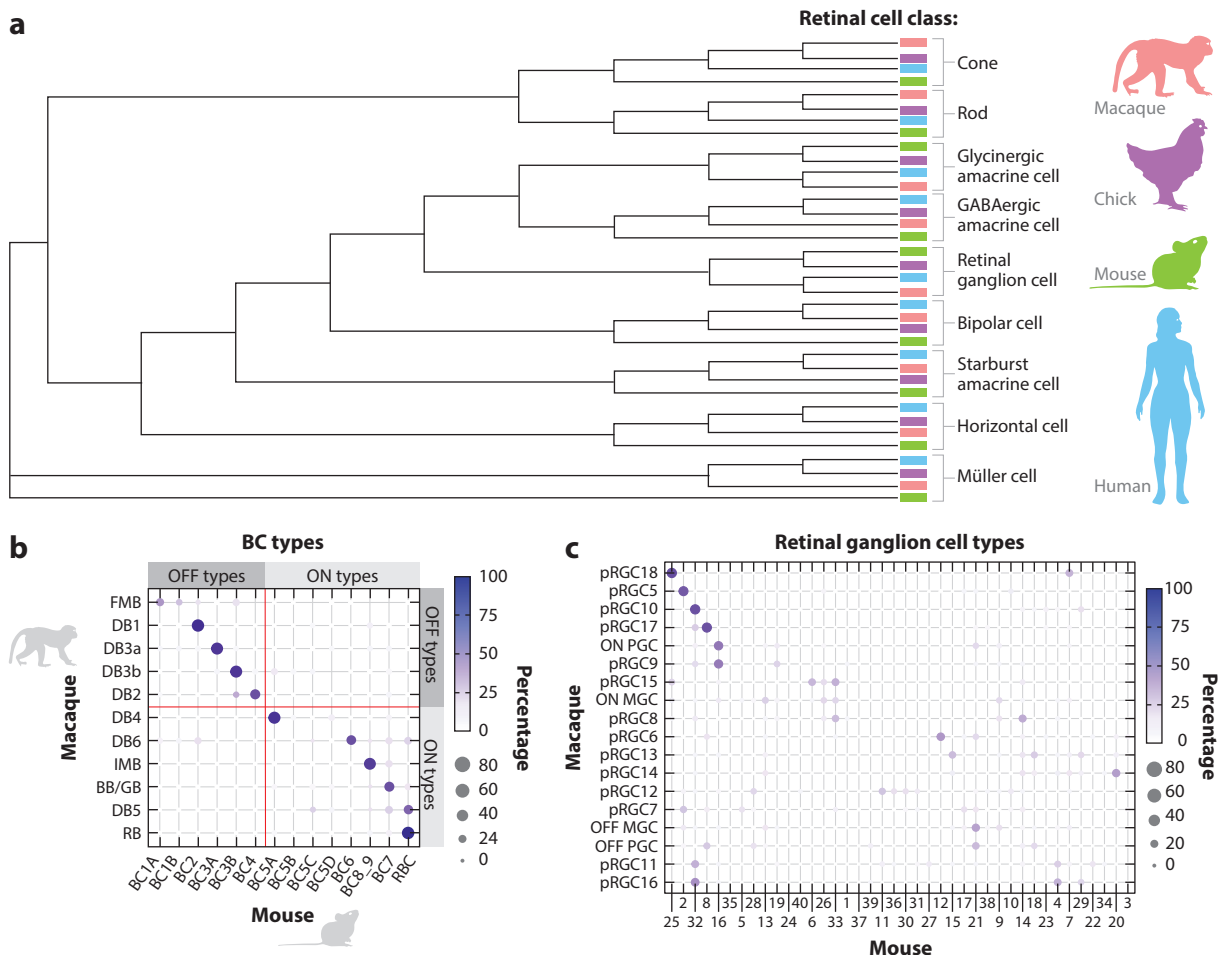 a
Retinal cell class:
Cone
Rod
Glycinergic
amacrine cell
GABAergic
amacrine cell
Retinal
ganglion cell
Bipolar cell
Starburst
amacrine cell
Horizontal cell
Müller cell
Macaque
Chick
Mouse
Human
b
BC types
OFF types
ON types
FMB
DB1
DB3a
DB3b
DB2
DB4
DB6
IMB
BB/GB
DB5
RB
Macaque
OFF types
ON types
BC1A
BC1B
BC2
BC3A
BC3B
BC4
BC5A
BC5B
BC5C
BC5D
BC6
BC8_9
BC7
RBC
Mouse
100
75
50
25
0
Percentage
80
60
40
24
0
c
Retinal ganglion cell types
pRGC18
pRGC5
pRGC10
pRGC17
ON PGC
pRGC9
pRGC15
ON MGC
pRGC8
pRGC6
pRGC13
pRGC14
pRGC12
pRGC7
OFF MGC
OFF PGC
pRGC11
pRGC16
Macaque
2 8 35 28 19 40 26 1 39 36 31 12 17 38 10 18 4 22 34 3
25 32 16 5 13 24 6 33 37 11 30 27 15 21 9 14 23 7 29 20
Mouse
100
75
50
25
0
Percentage
80
60
40
20
0